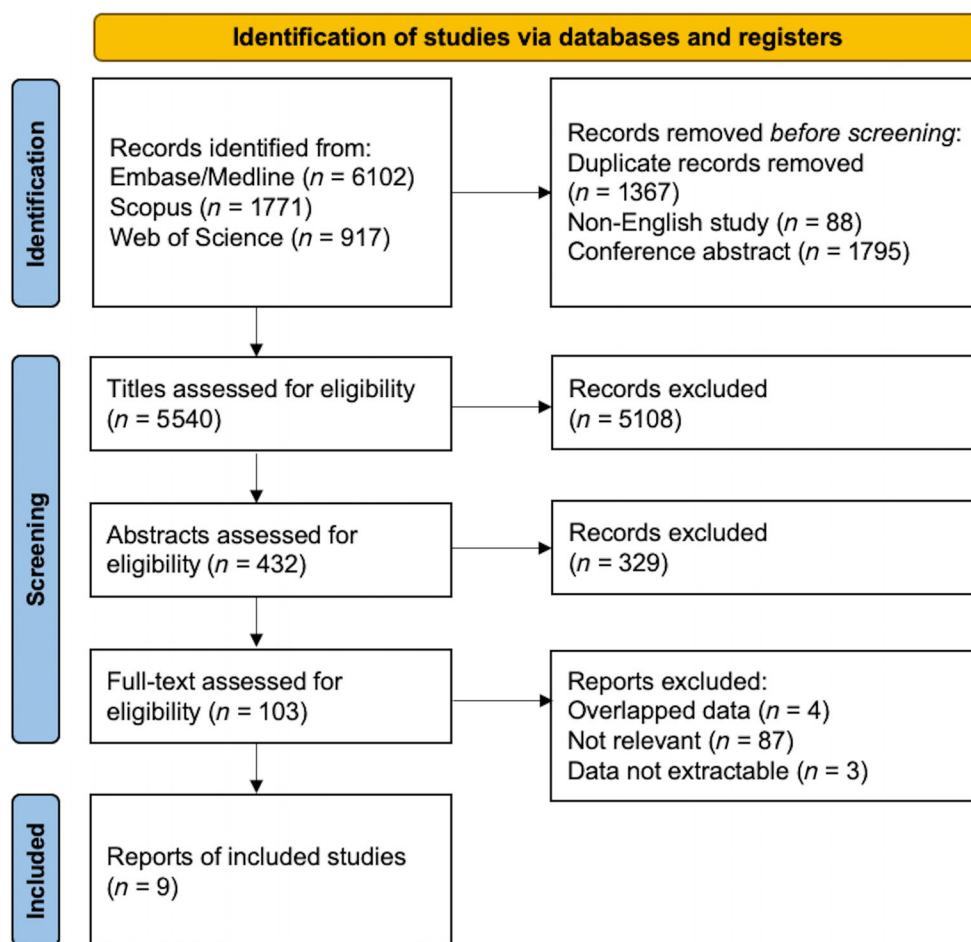 Identification of studies via databases and registers
Identification
Records identified from:
Embase/Medline (n = 6102)
Scopus (n = 1771)
Web of Science (n = 917)
Records removed before screening:
Duplicate records removed
(n = 1367)
Non-English study (n = 88)
Conference abstract (n = 1795)
Screening
Titles assessed for eligibility
(n = 5540)
Records excluded
(n = 5108)
Abstracts assessed for
eligibility (n = 432)
Records excluded
(n = 329)
Full-text assessed for
eligibility (n = 103)
Reports excluded:
Overlapped data (n = 4)
Not relevant (n = 87)
Data not extractable (n = 3)
Included
Reports of included studies
(n = 9)